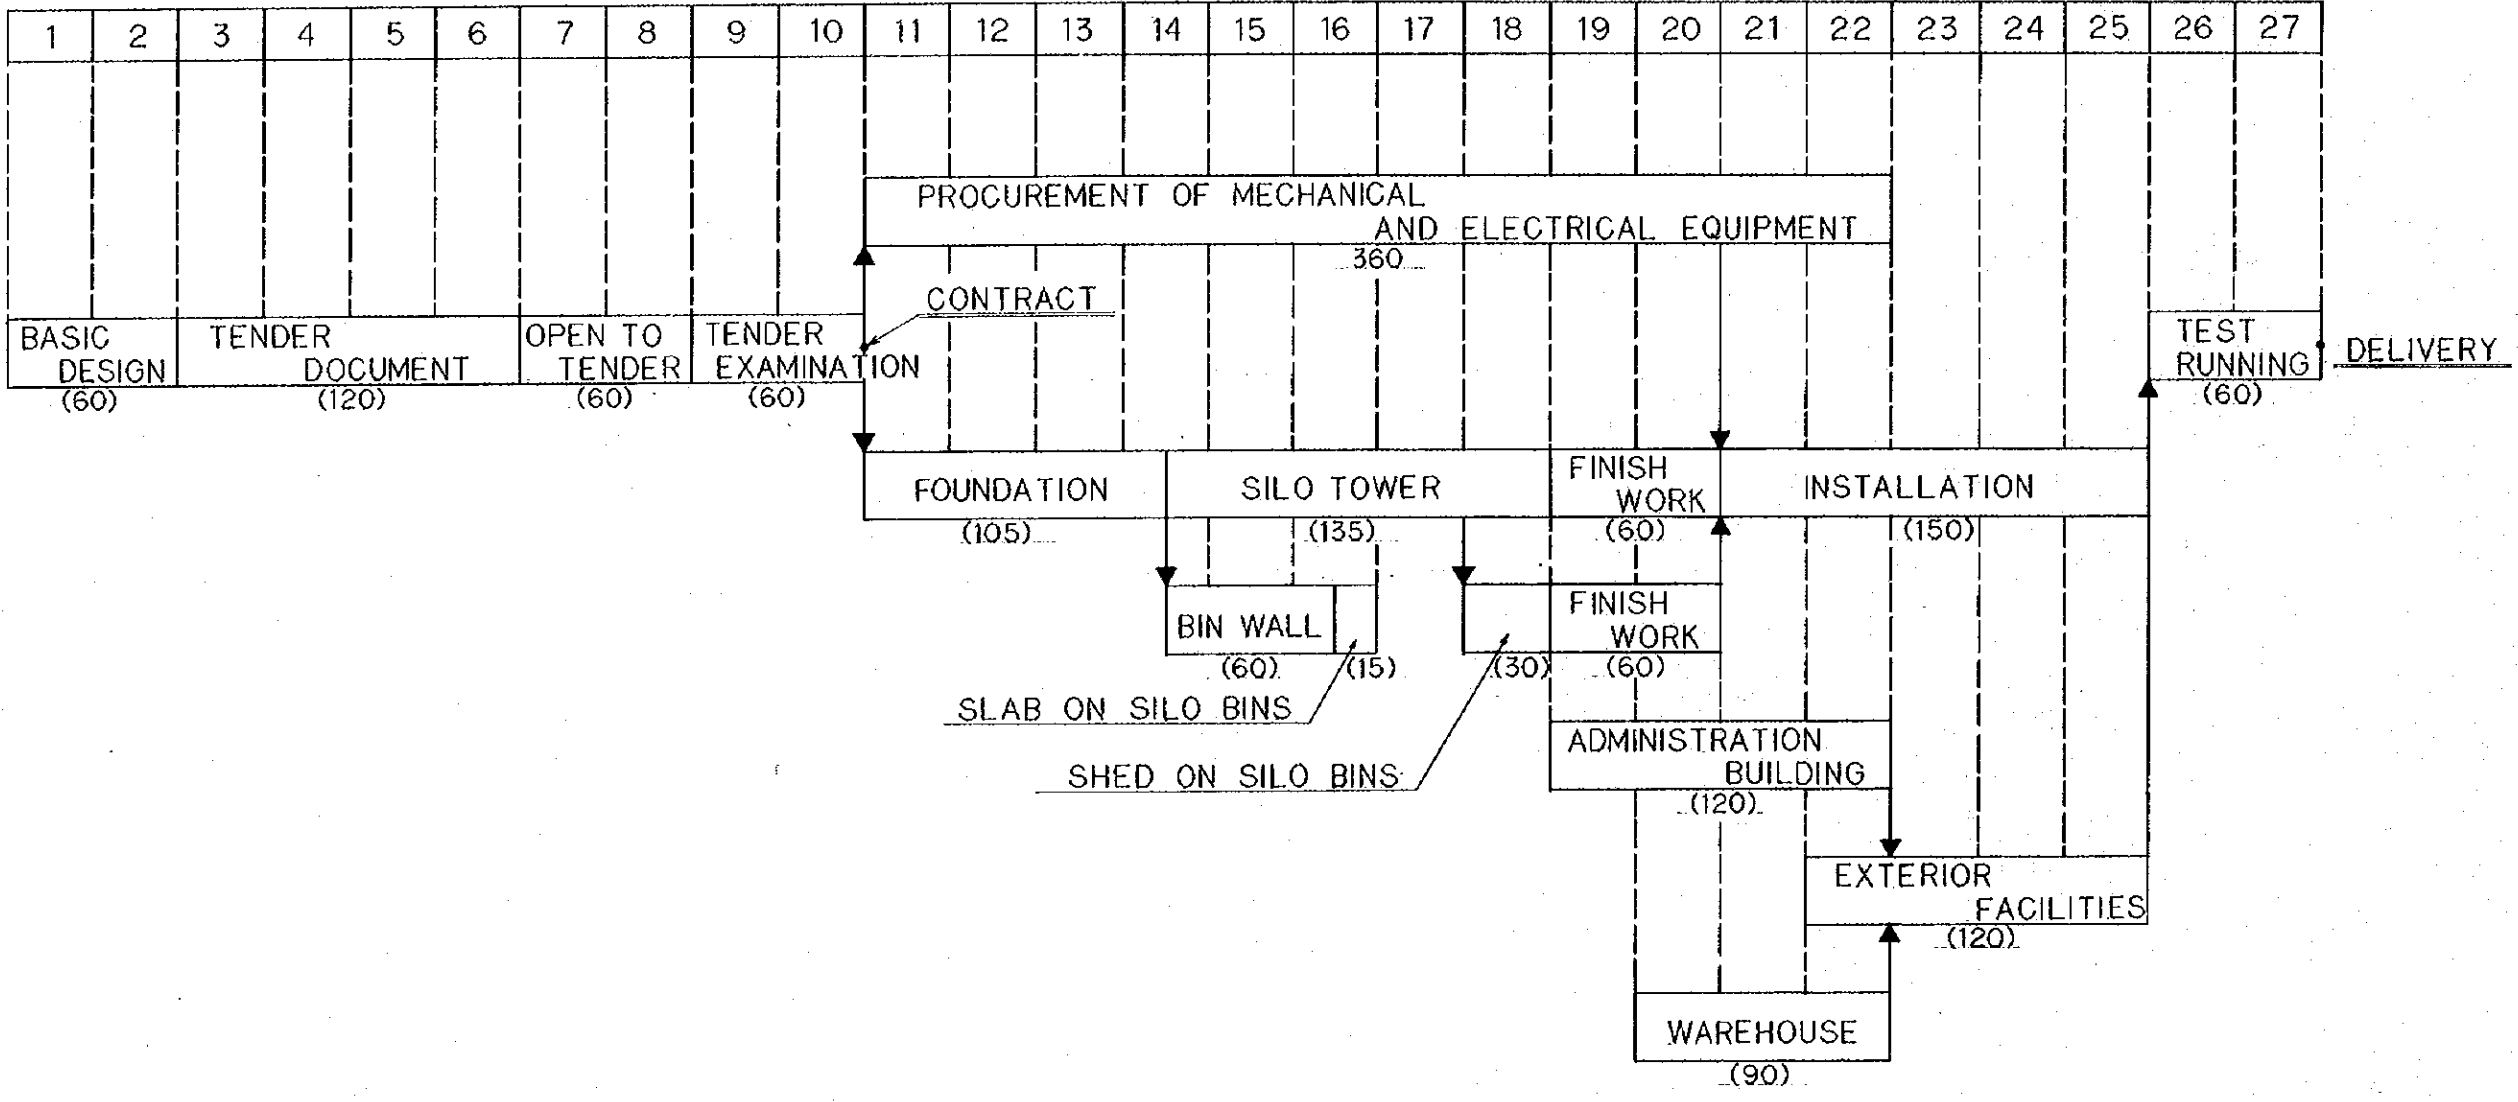 1 2 3 4 5 6 7 8 9 10 11 12 13 14 15 16 17 18 19 20 21 22 23 24 25 26 27
PROCUREMENT OF MECHANICAL
AND ELECTRICAL EQUIPMENT
360
CONTRACT
BASIC
DESIGN
(60)
TENDER
DOCUMENT
(120)
OPEN TO
TENDER
(60)
TENDER
EXAMINATION
(60)
TEST
RUNNING
(60)
DELIVERY
FOUNDATION
(105)
SILO TOWER
(135)
FINISH
WORK
(60)
INSTALLATION
(150)
BIN WALL
(60)
(15)
SLAB ON SILO BINS
(30)
FINISH
WORK
(60)
SHED ON SILO BINS
ADMINISTRATION
BUILDING
(120)
EXTERIOR
FACILITIES
(120)
WAREHOUSE
(90)